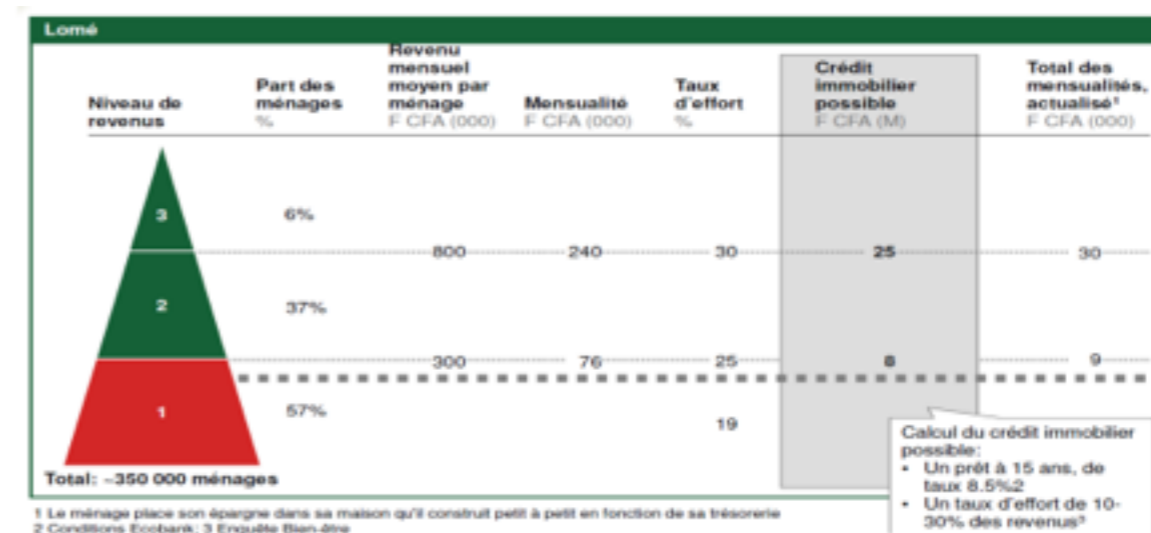 Lomé
Niveau de
revenus
Part des
ménages
%
Revenu
mensuel
moyen par
ménage
F CFA (000)
Mensualité
F CFA (000)
Taux
d'effort
%
Crédit
immobilier
possible
F CFA (M)
Total des
mensualités,
actualisé¹
F CFA (000)
3
6%
800
240
30
25
30
2
37%
300
76
25
8
9
1
57%
19
Total: ~350 000 ménages
Calcul du crédit immobilier
possible:
• Un prêt à 15 ans, de
taux 8.5%2
• Un taux d'effort de 10-
30% des revenus³
1 Le ménage place son épargne dans sa maison qu'il construit petit à petit en fonction de sa trésorerie
2 Conditions Ecobank; 3 Enquête Bien-être